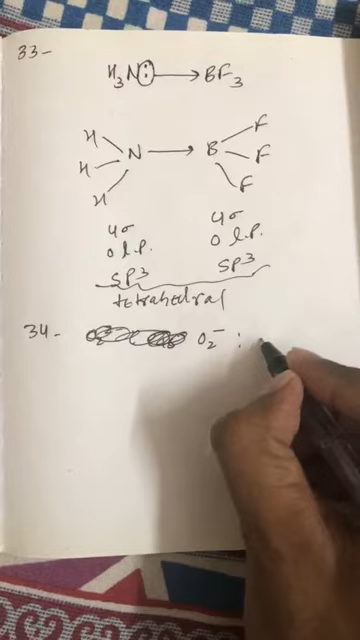 33-
H₃N: → BF₃
H F
H N → B F
H F
4σ 4σ
0 l.p. 0 l.p.
SP³ SP³
tetrahedral
34- O₂⁻ :